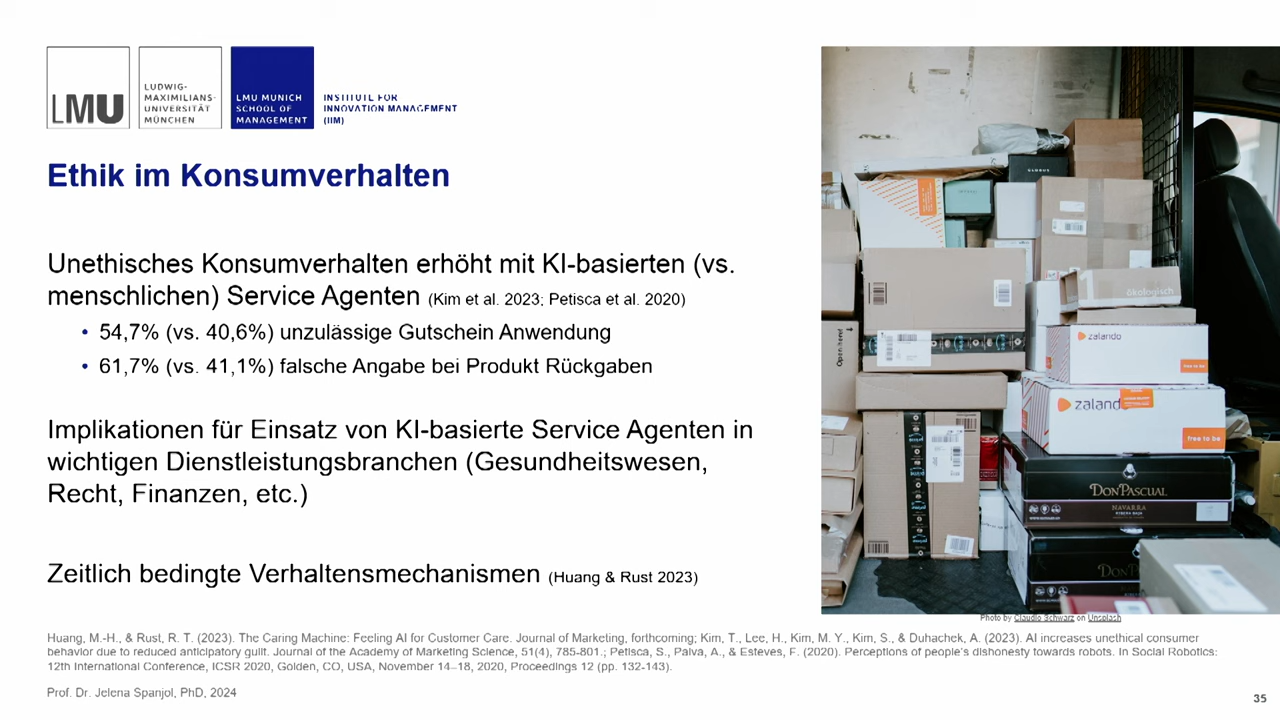 LMU
LUDWIG-
MAXIMILIANS-
UNIVERSITÄT
MÜNCHEN
LMU MUNICH
SCHOOL OF
MANAGEMENT
INSTITUTE FOR
INNOVATION MANAGEMENT
(IIM)
Ethik im Konsumverhalten
Unethisches Konsumverhalten erhöht mit KI-basierten (vs.
menschlichen) Service Agenten (Kim et al. 2023; Petisca et al. 2020)
• 54,7% (vs. 40,6%) unzulässige Gutschein Anwendung
• 61,7% (vs. 41,1%) falsche Angabe bei Produkt Rückgaben
Implikationen für Einsatz von KI-basierte Service Agenten in
wichtigen Dienstleistungsbranchen (Gesundheitswesen,
Recht, Finanzen, etc.)
Zeitlich bedingte Verhaltensmechanismen (Huang & Rust 2023)
ökologisch
zalando
free to be
zalando
free to be
DON PASCUAL
NAVARRA
Photo by Claudio Schwarz on Unsplash
Huang, M.-H., & Rust, R. T. (2023). The Caring Machine: Feeling AI for Customer Care. Journal of Marketing, forthcoming; Kim, T., Lee, H., Kim, M. Y., Kim, S., & Duhachek, A. (2023). AI increases unethical consumer
behavior due to reduced anticipatory guilt. Journal of the Academy of Marketing Science, 51(4), 785-801.; Petisca, S., Paiva, A., & Esteves, F. (2020). Perceptions of people's dishonesty towards robots. In Social Robotics:
12th International Conference, ICSR 2020, Golden, CO, USA, November 14–18, 2020, Proceedings 12 (pp. 132-143).
Prof. Dr. Jelena Spanjol, PhD, 2024
35